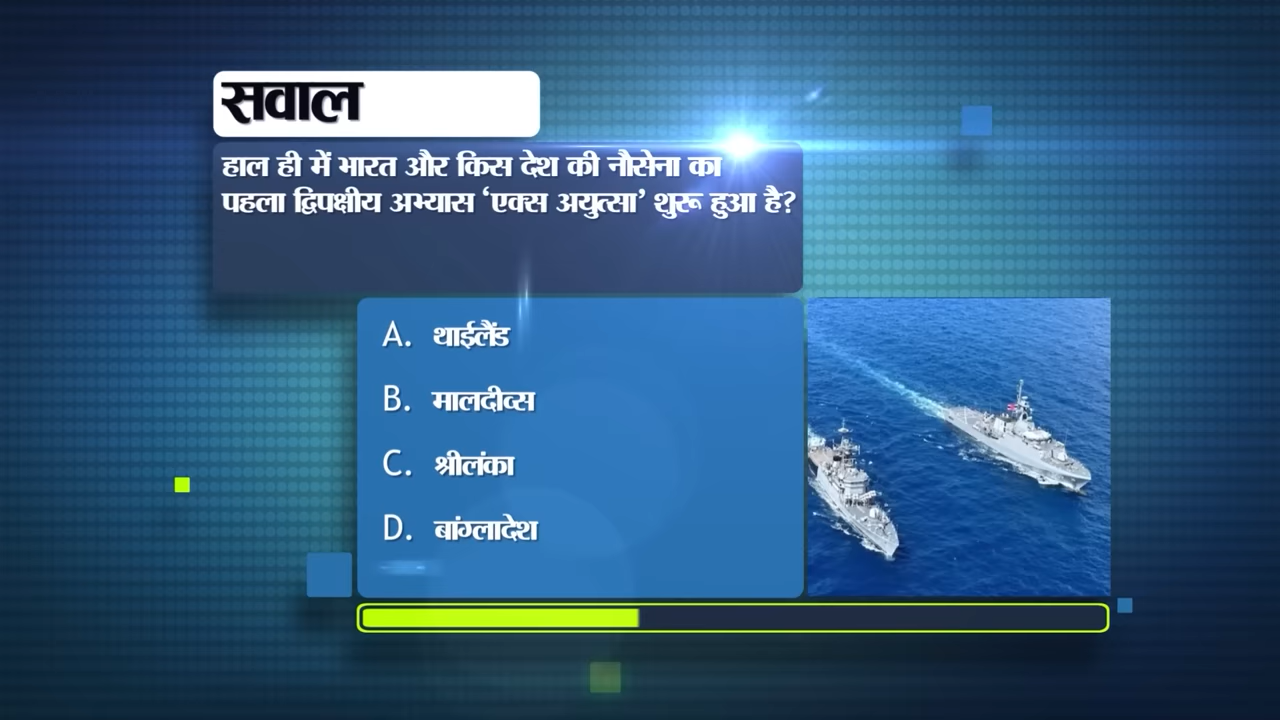 सवाल
हाल ही में भारत और किस देश की नौसेना का
पहला द्विपक्षीय अभ्यास ‘एक्स अयुत्सा’ शुरू हुआ है?
A. थाईलैंड
B. मालदीव्स
C. श्रीलंका
D. बांग्लादेश